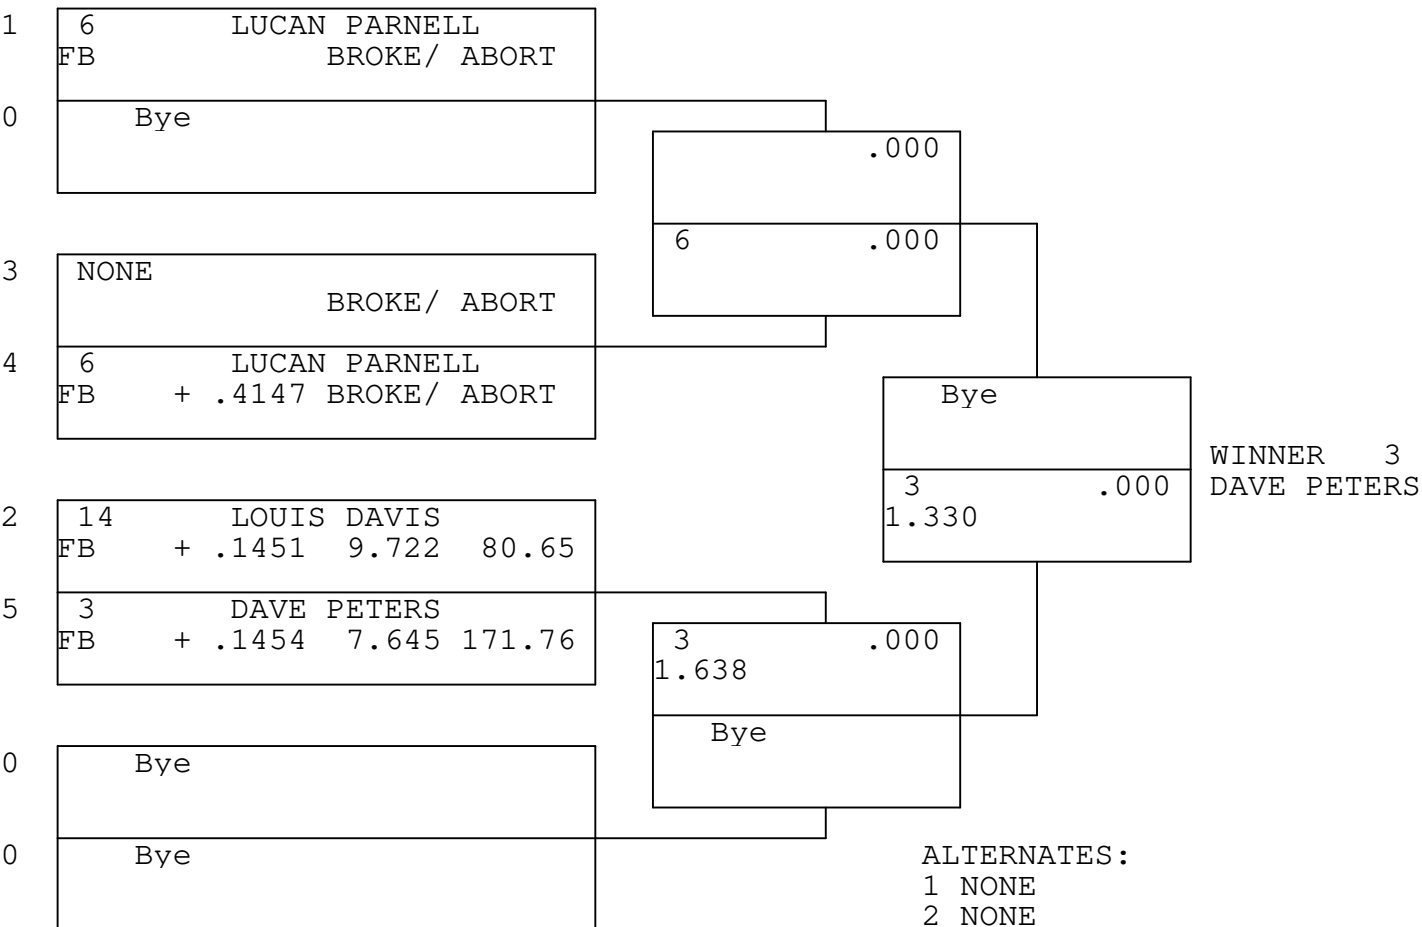 1 6 LUCAN PARNELL
FB BROKE/ ABORT
0 Bye
.000
6 .000
3 NONE
BROKE/ ABORT
4 6 LUCAN PARNELL
FB + .4147 BROKE/ ABORT
Bye
WINNER 3
3 .000 DAVE PETERS
1.330
2 14 LOUIS DAVIS
FB + .1451 9.722 80.65
5 3 DAVE PETERS
FB + .1454 7.645 171.76
3 .000
1.638
Bye
0 Bye
0 Bye
ALTERNATES:
1 NONE
2 NONE